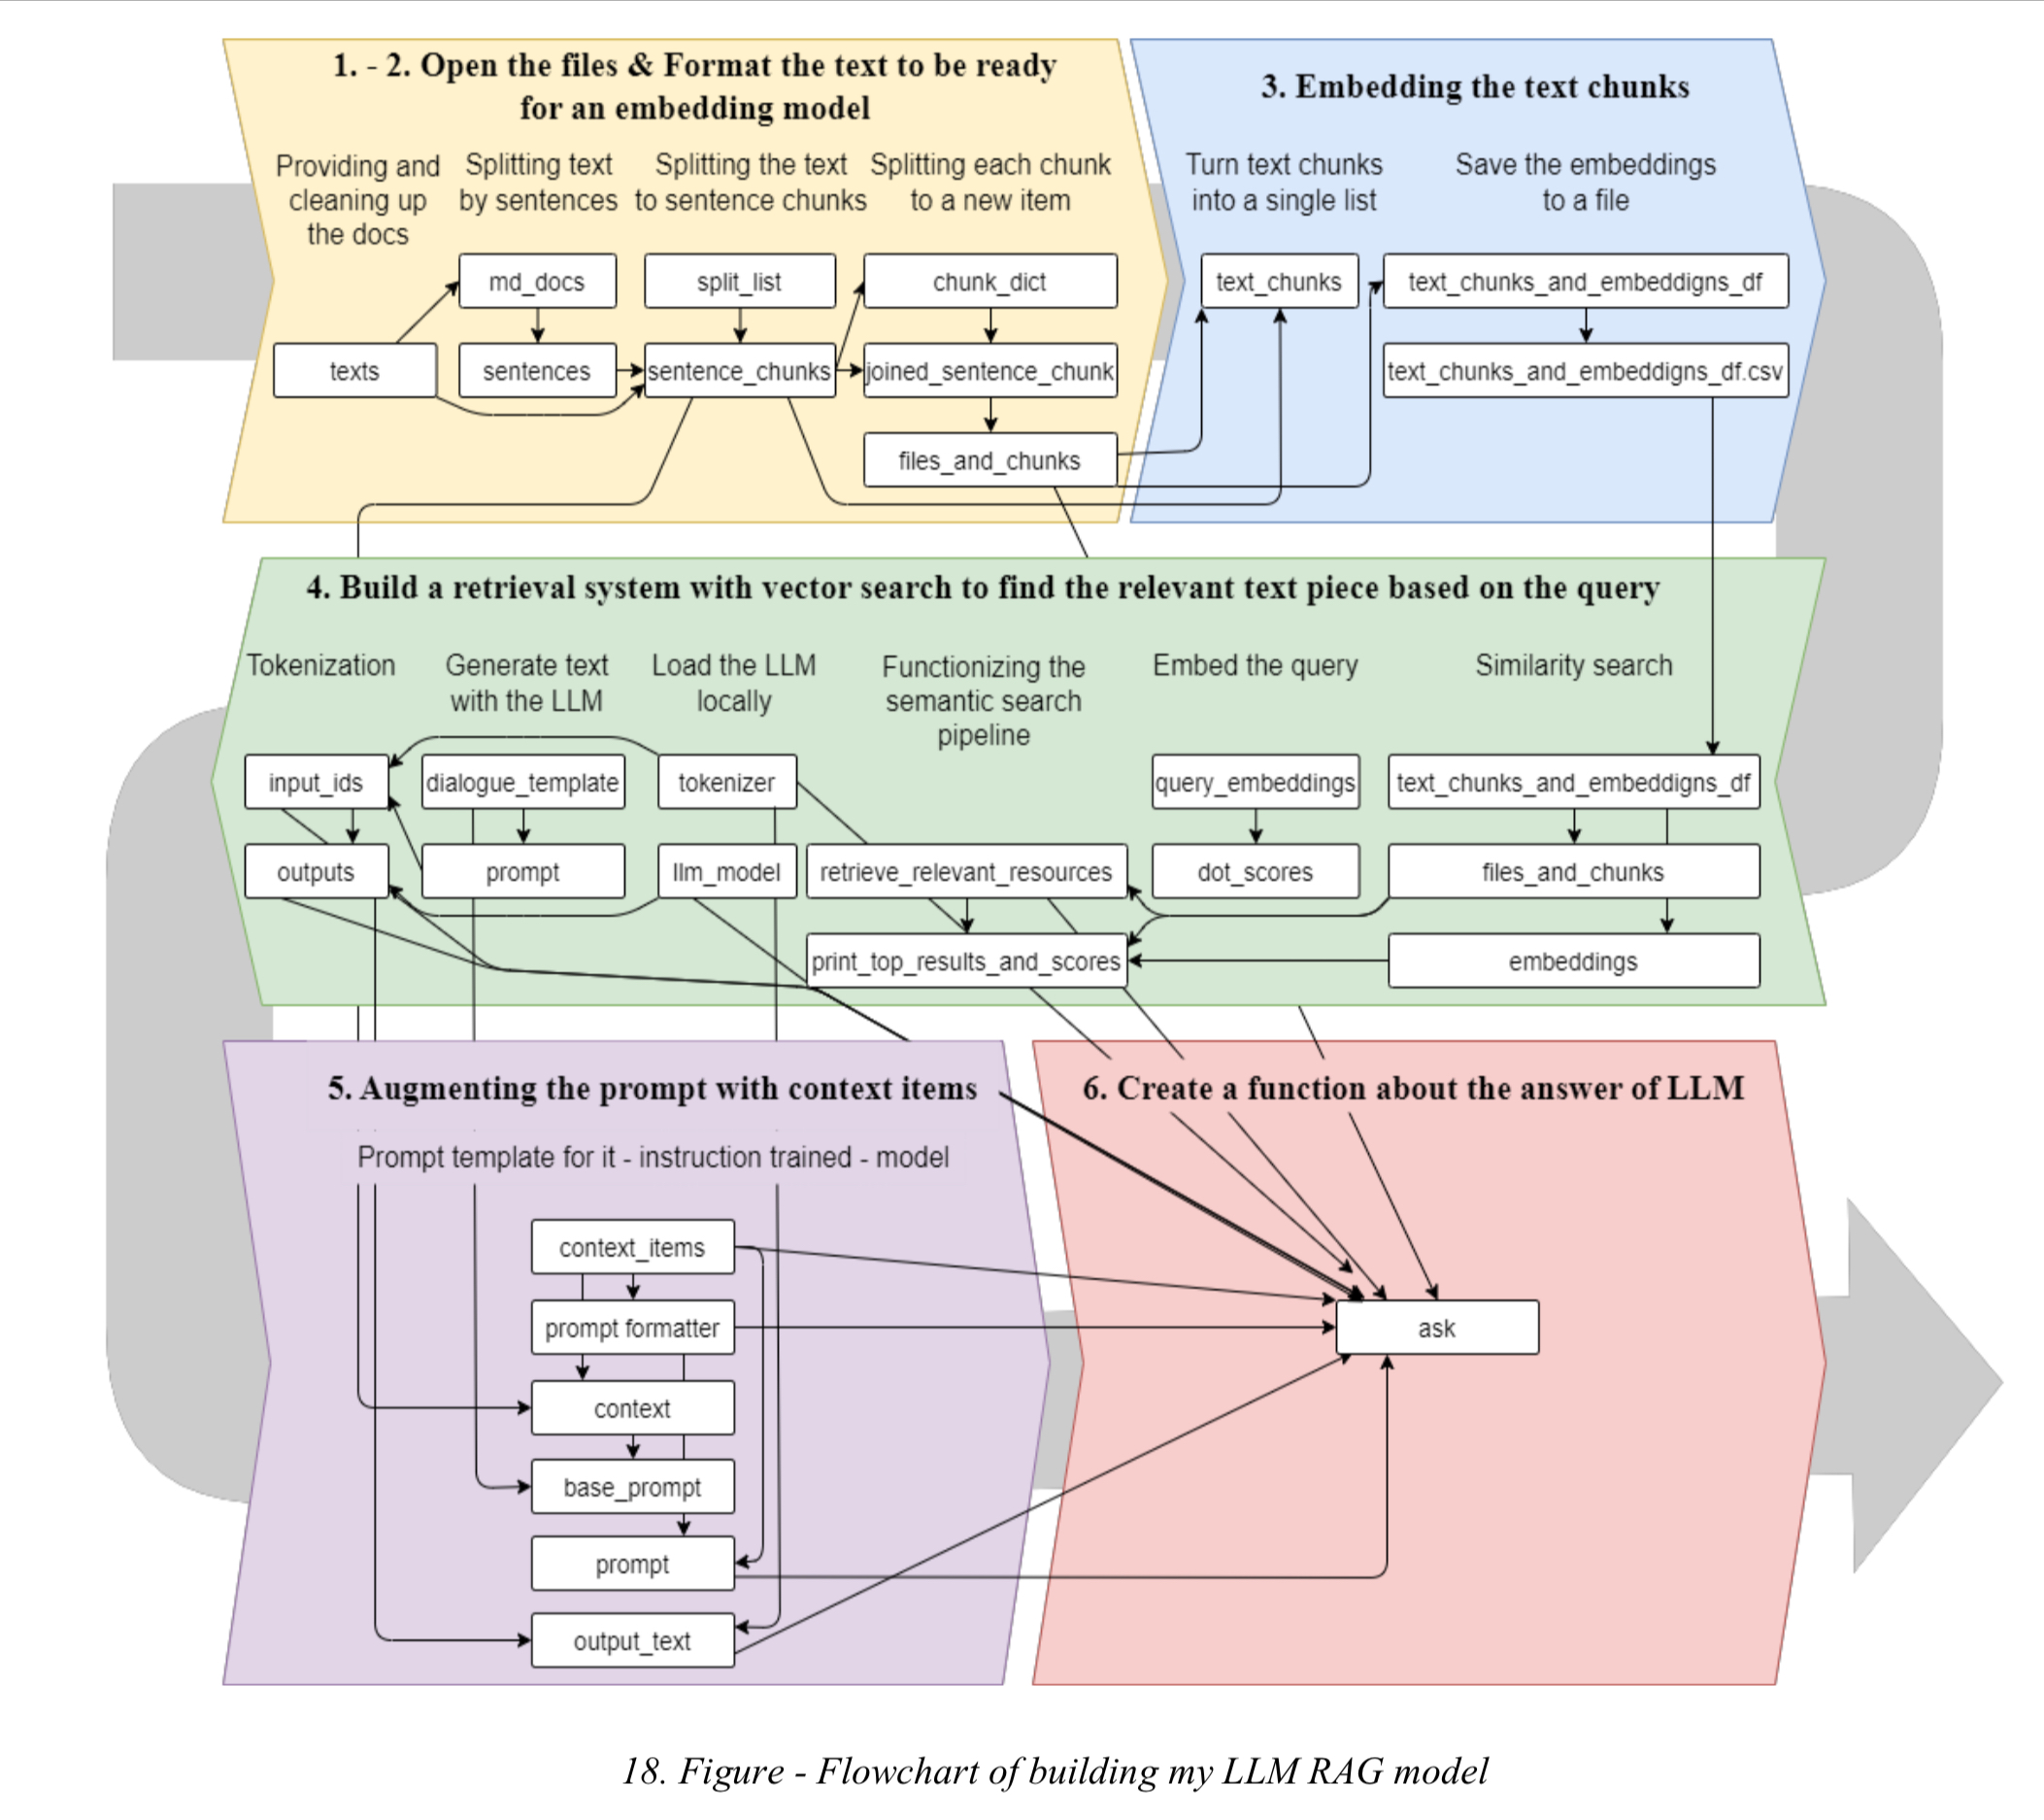 1. - 2. Open the files & Format the text to be ready
for an embedding model
Providing and
cleaning up
the docs
Splitting text
by sentences
Splitting the text
to sentence chunks
Splitting each chunk
to a new item
md_docs
split_list
chunk_dict
texts
sentences
sentence_chunks
joined_sentence_chunk
files_and_chunks
3. Embedding the text chunks
Turn text chunks
into a single list
Save the embeddings
to a file
text_chunks
text_chunks_and_embeddigns_df
text_chunks_and_embeddigns_df.csv
4. Build a retrieval system with vector search to find the relevant text piece based on the query
Tokenization
Generate text
with the LLM
Load the LLM
locally
Functionizing the
semantic search
pipeline
Embed the query
Similarity search
input_ids
dialogue_template
tokenizer
query_embeddings
text_chunks_and_embeddigns_df
outputs
prompt
llm_model
retrieve_relevant_resources
dot_scores
files_and_chunks
print_top_results_and_scores
embeddings
5. Augmenting the prompt with context items
Prompt template for it - instruction trained - model
context_items
prompt formatter
context
base_prompt
prompt
output_text
6. Create a function about the answer of LLM
ask
18. Figure - Flowchart of building my LLM RAG model